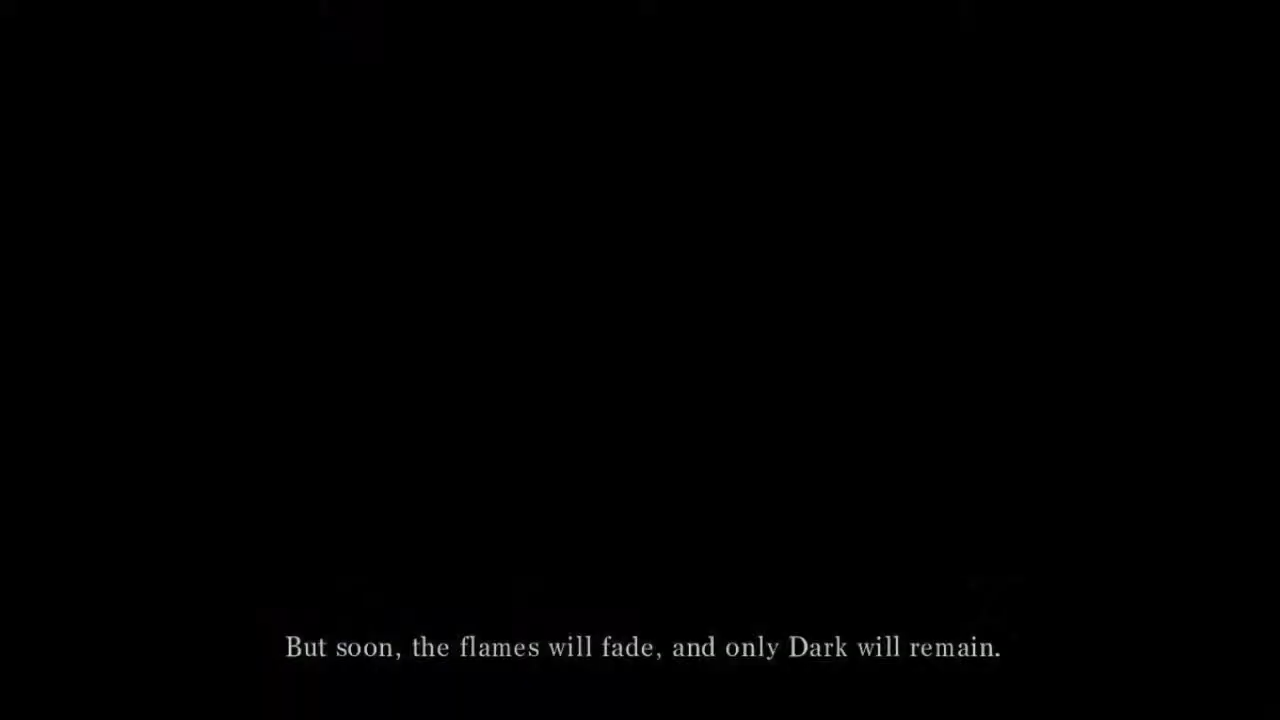 But soon, the flames will fade, and only Dark will remain.